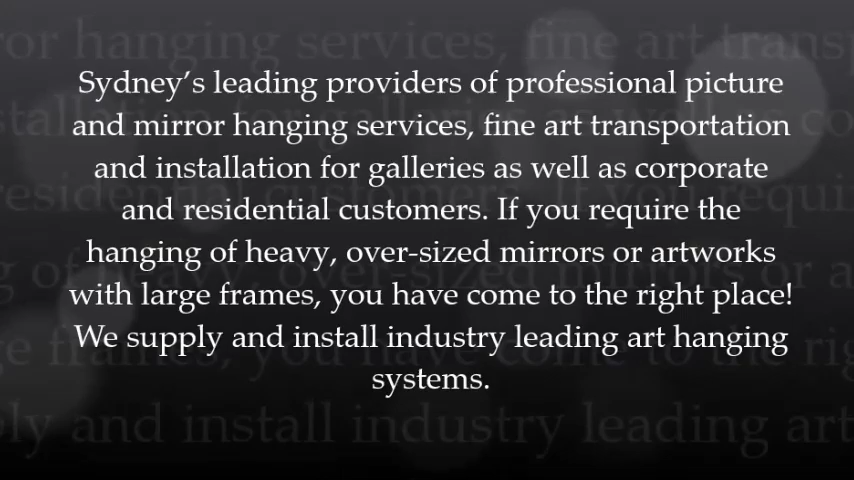 Sydney’s leading providers of professional picture
and mirror hanging services, fine art transportation
and installation for galleries as well as corporate
and residential customers. If you require the
hanging of heavy, over-sized mirrors or artworks
with large frames, you have come to the right place!
We supply and install industry leading art hanging
systems.